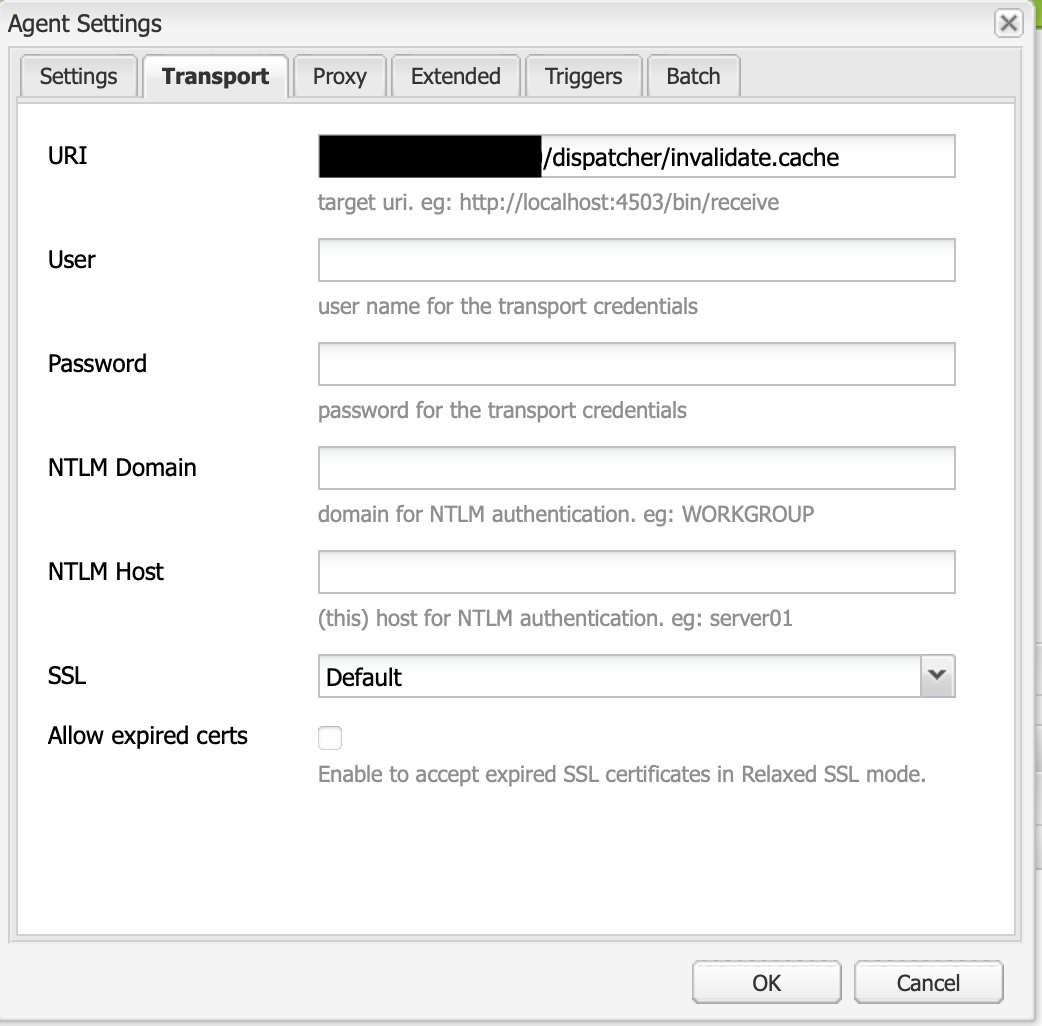 Agent Settings
Settings Transport Proxy Extended Triggers Batch
URI /dispatcher/invalidate.cache
target uri. eg: http://localhost:4503/bin/receive
User
user name for the transport credentials
Password
password for the transport credentials
NTLM Domain
domain for NTLM authentication. eg: WORKGROUP
NTLM Host
(this) host for NTLM authentication. eg: server01
SSL Default
Allow expired certs
Enable to accept expired SSL certificates in Relaxed SSL mode.
OK Cancel